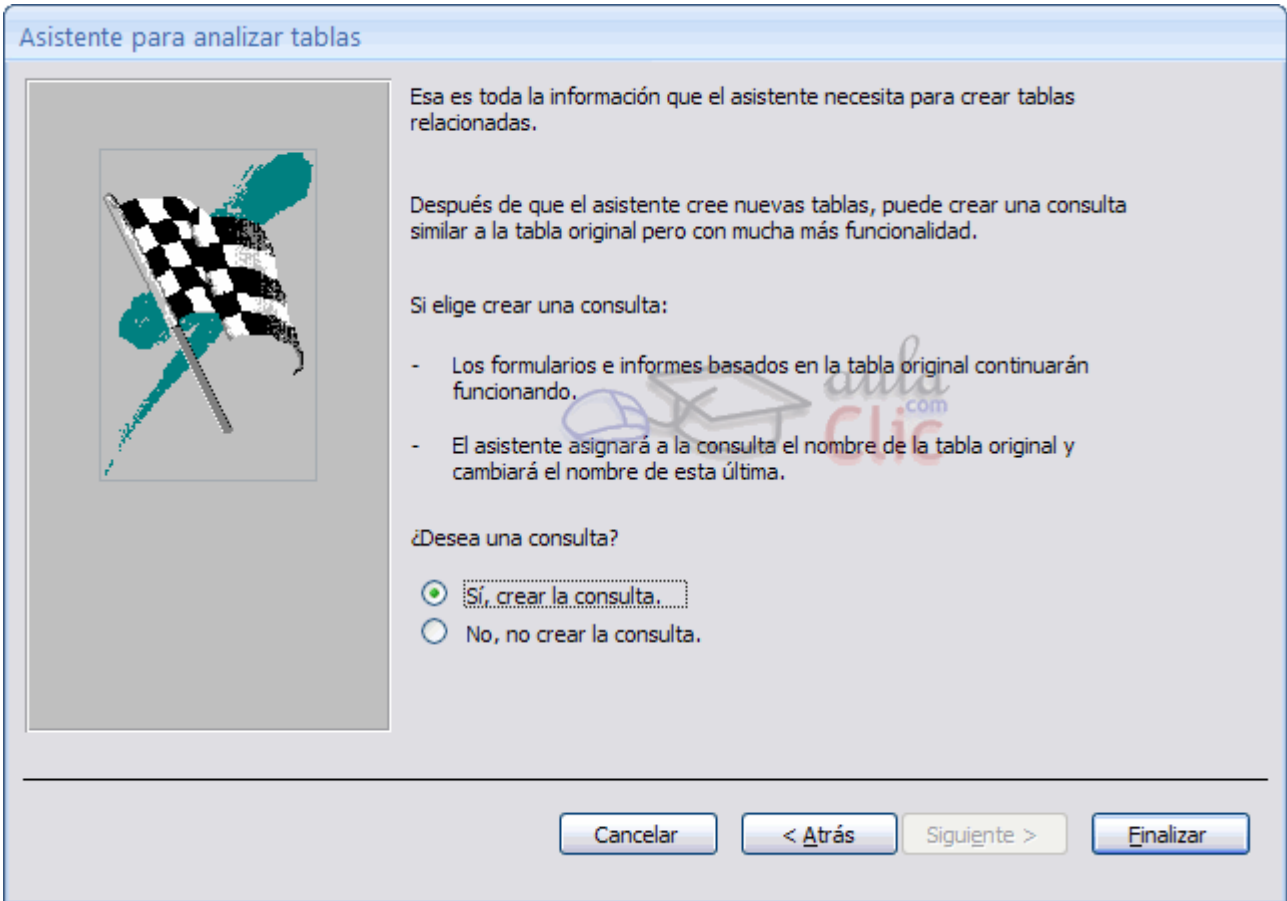 Asistente para analizar tablas
Esa es toda la información que el asistente necesita para crear tablas
relacionadas.
Después de que el asistente cree nuevas tablas, puede crear una consulta
similar a la tabla original pero con mucha más funcionalidad.
Si elige crear una consulta:
- Los formularios e informes basados en la tabla original continuarán
funcionando.
- El asistente asignará a la consulta el nombre de la tabla original y
cambiará el nombre de esta última.
aula
Clic
com
¿Desea una consulta?
Sí, crear la consulta.
No, no crear la consulta.
Cancelar
< Atrás
Siguiente >
Finalizar